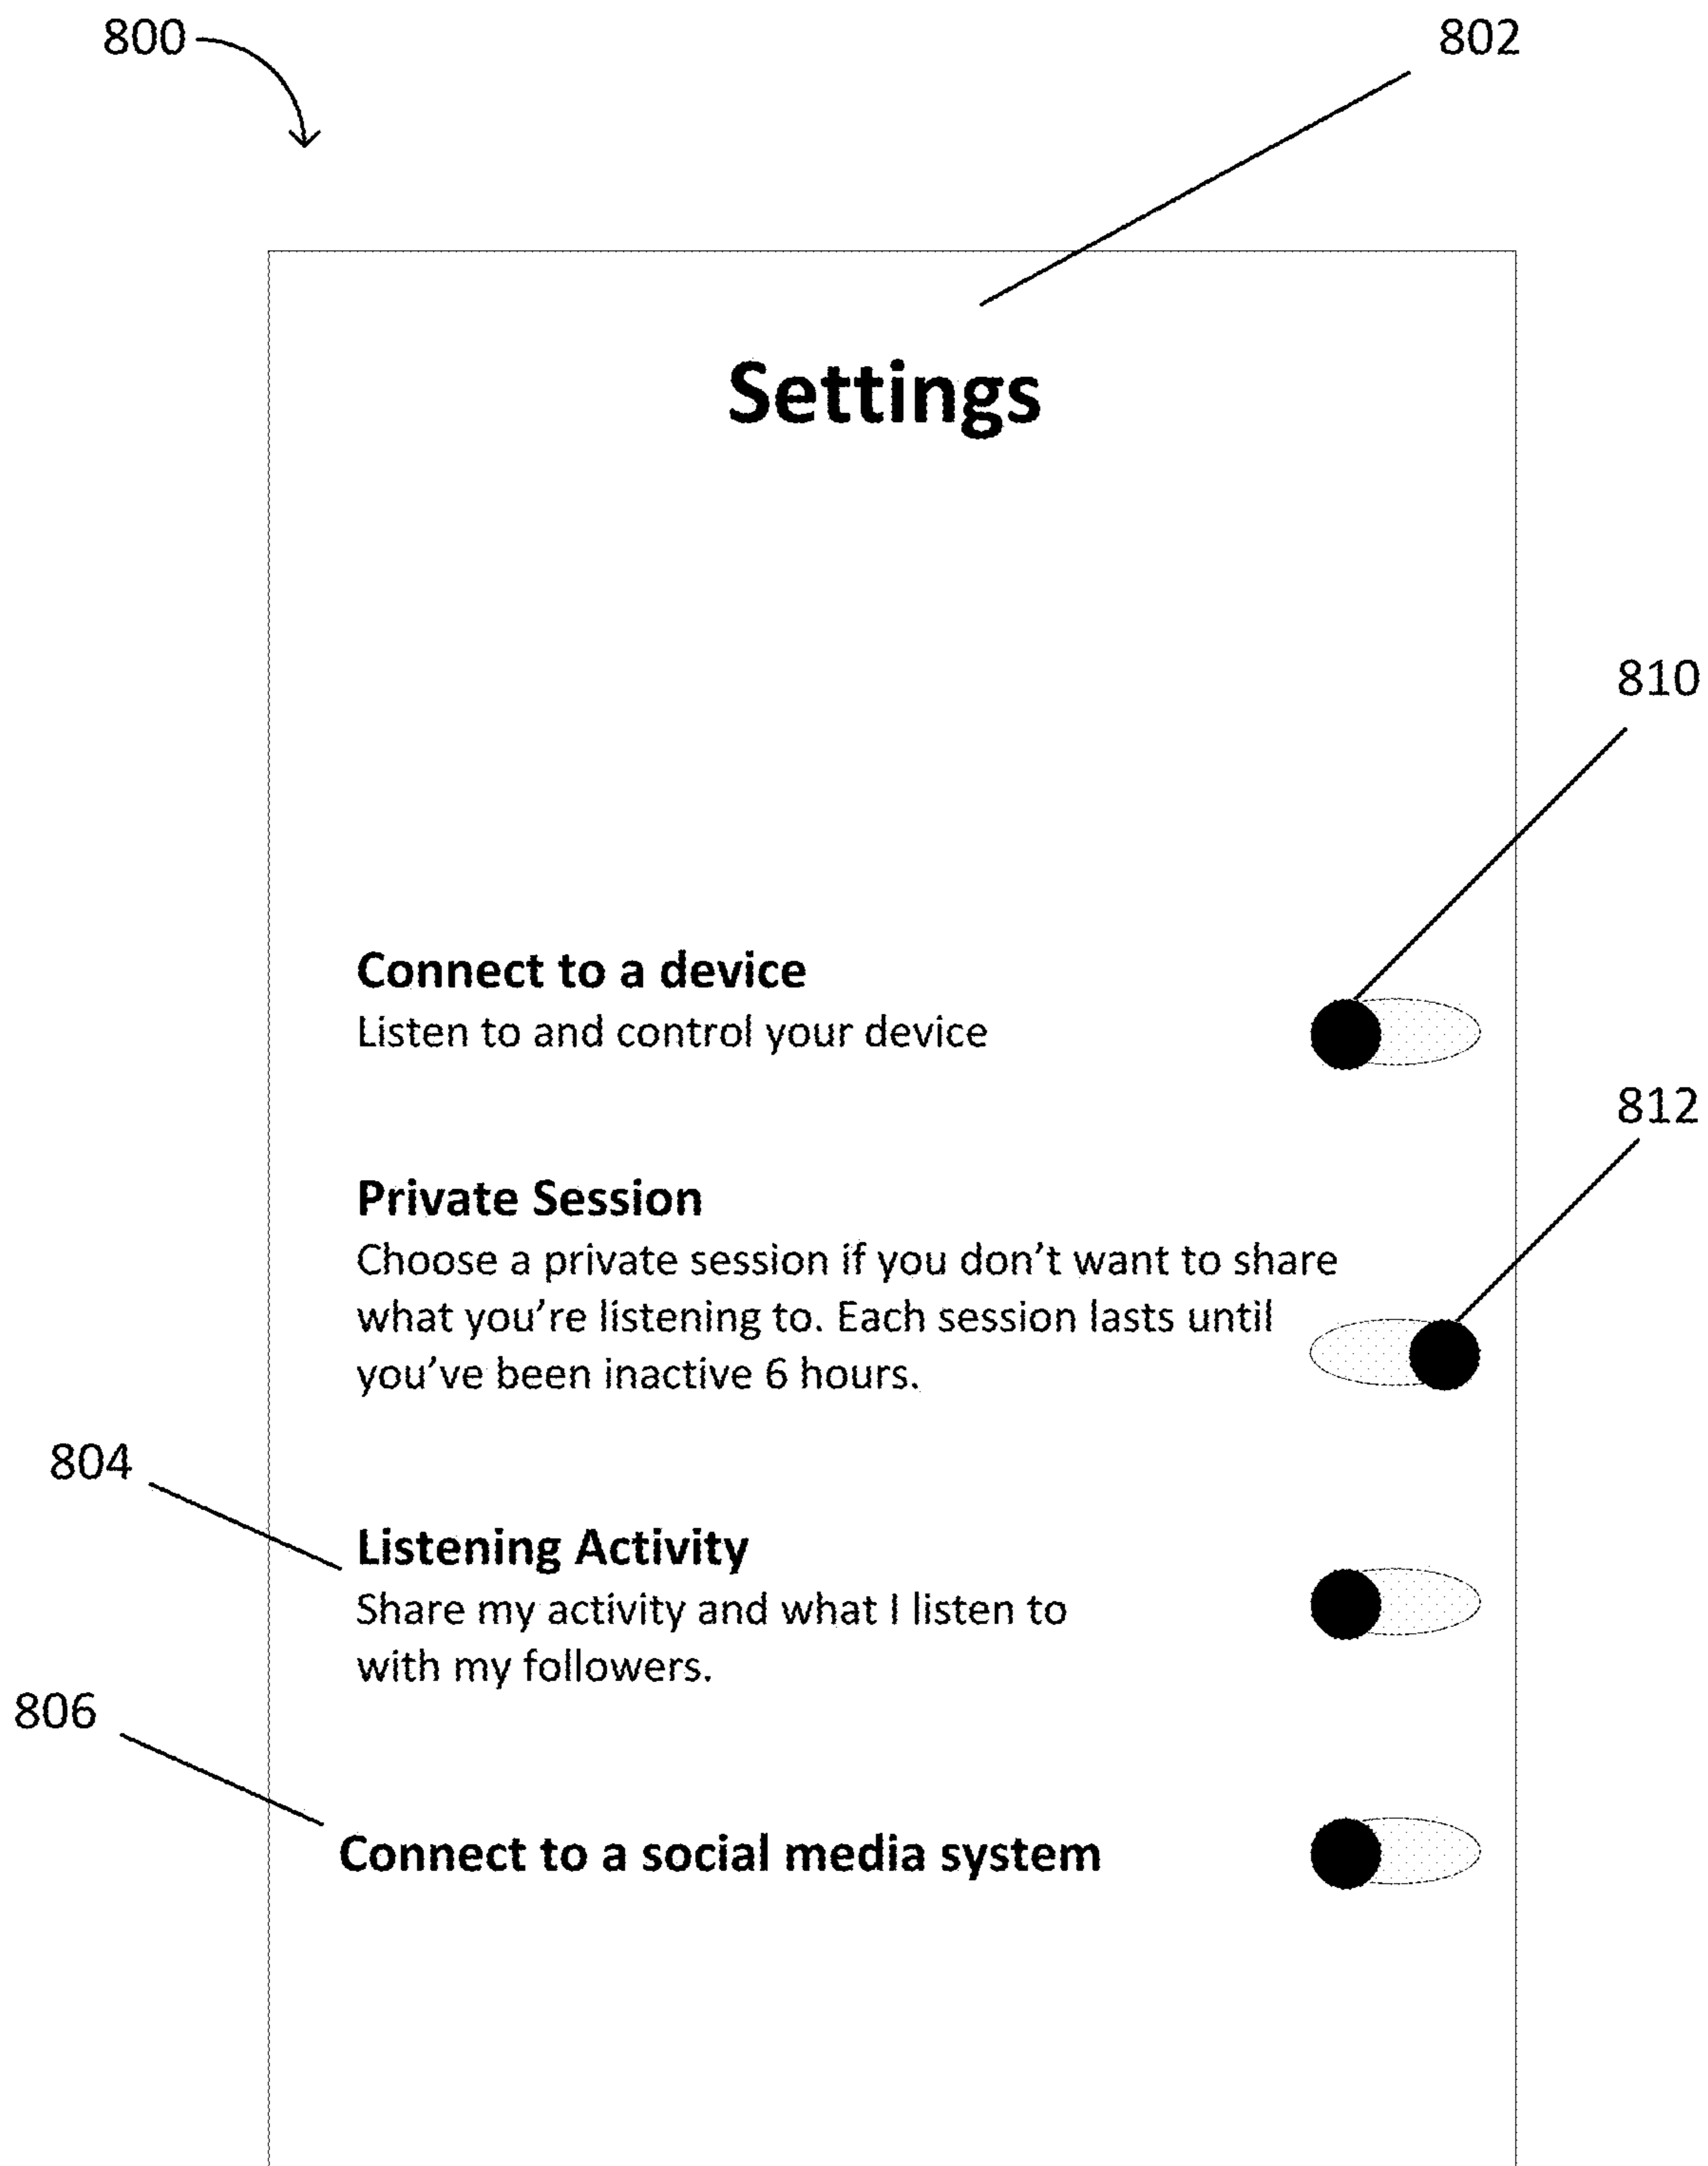 800
802
Settings
810
Connect to a device
Listen to and control your device
812
Private Session
Choose a private session if you don’t want to share
what you’re listening to. Each session lasts until
you’ve been inactive 6 hours.
804
Listening Activity
Share my activity and what I listen to
with my followers.
806
Connect to a social media system